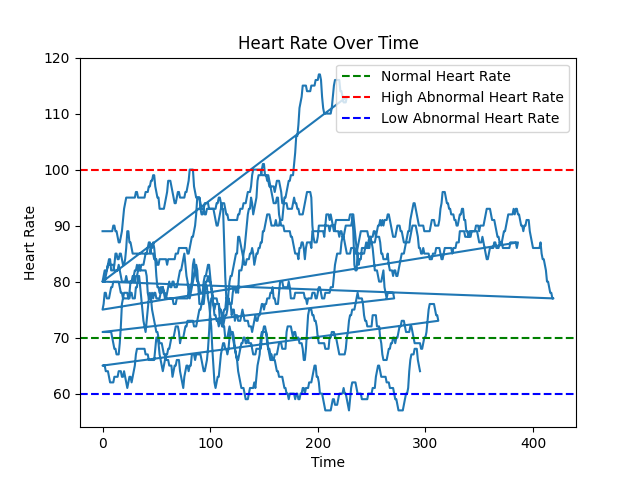 Heart Rate Over Time
Normal Heart Rate
High Abnormal Heart Rate
Low Abnormal Heart Rate
Heart Rate
120
110
100
90
80
70
60
0 100 200 300 400
Time